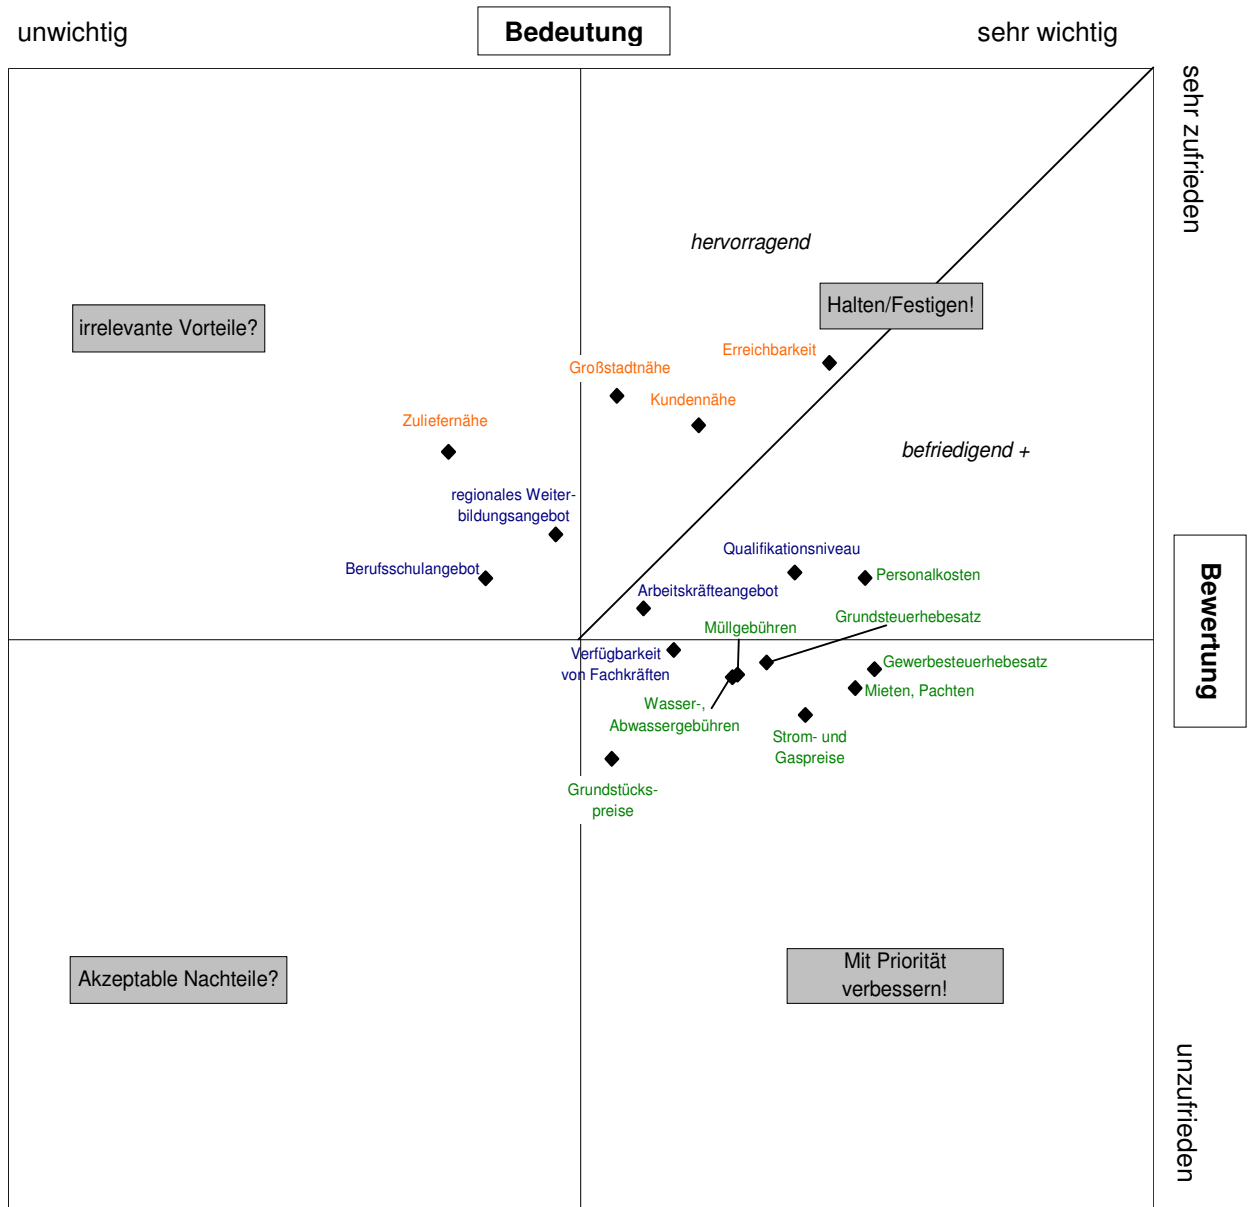 unwichtig
Bedeutung
sehr wichtig
sehr zufrieden
hervorragend
Halten/Festigen!
irrelevante Vorteile?
Erreichbarkeit
Großstadtnähe
Kundennähe
Zuliefernähe
befriedigend +
regionales Weiter-
bildungsangebot
Qualifikationsniveau
Berufsschulangebot
Personalkosten
Arbeitskräfteangebot
Grundsteuerhebesatz
Müllgebühren
Bewertung
Verfügbarkeit
von Fachkräften
Gewerbesteuerhebesatz
Mieten, Pachten
Wasser-,
Abwassergebühren
Strom- und
Gaspreise
Grundstücks-
preise
Akzeptable Nachteile?
Mit Priorität
verbessern!
unzufrieden